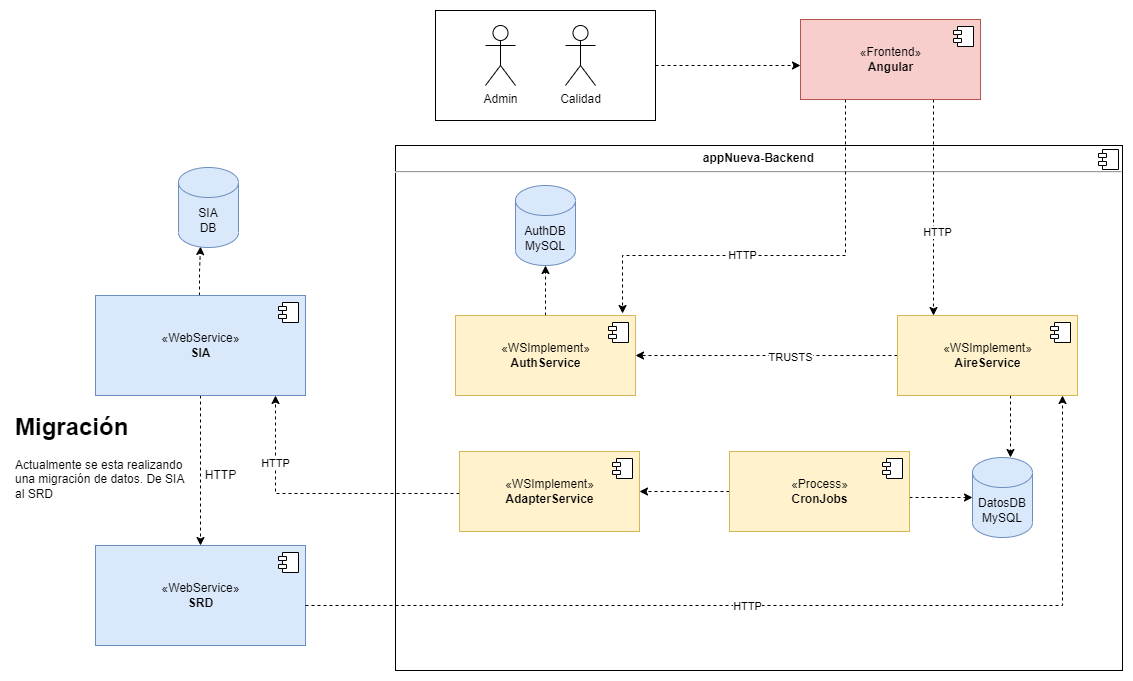 Admin
Calidad
«Frontend»
Angular
appNueva-Backend
SIA
DB
AuthDB
MySQL
HTTP
HTTP
«WebService»
SIA
«WSImplement»
AuthService
TRUSTS
«WSImplement»
AireService
Migración
Actualmente se esta realizando
una migración de datos. De SIA
al SRD
HTTP
HTTP
«WSImplement»
AdapterService
«Process»
CronJobs
DatosDB
MySQL
«WebService»
SRD
HTTP